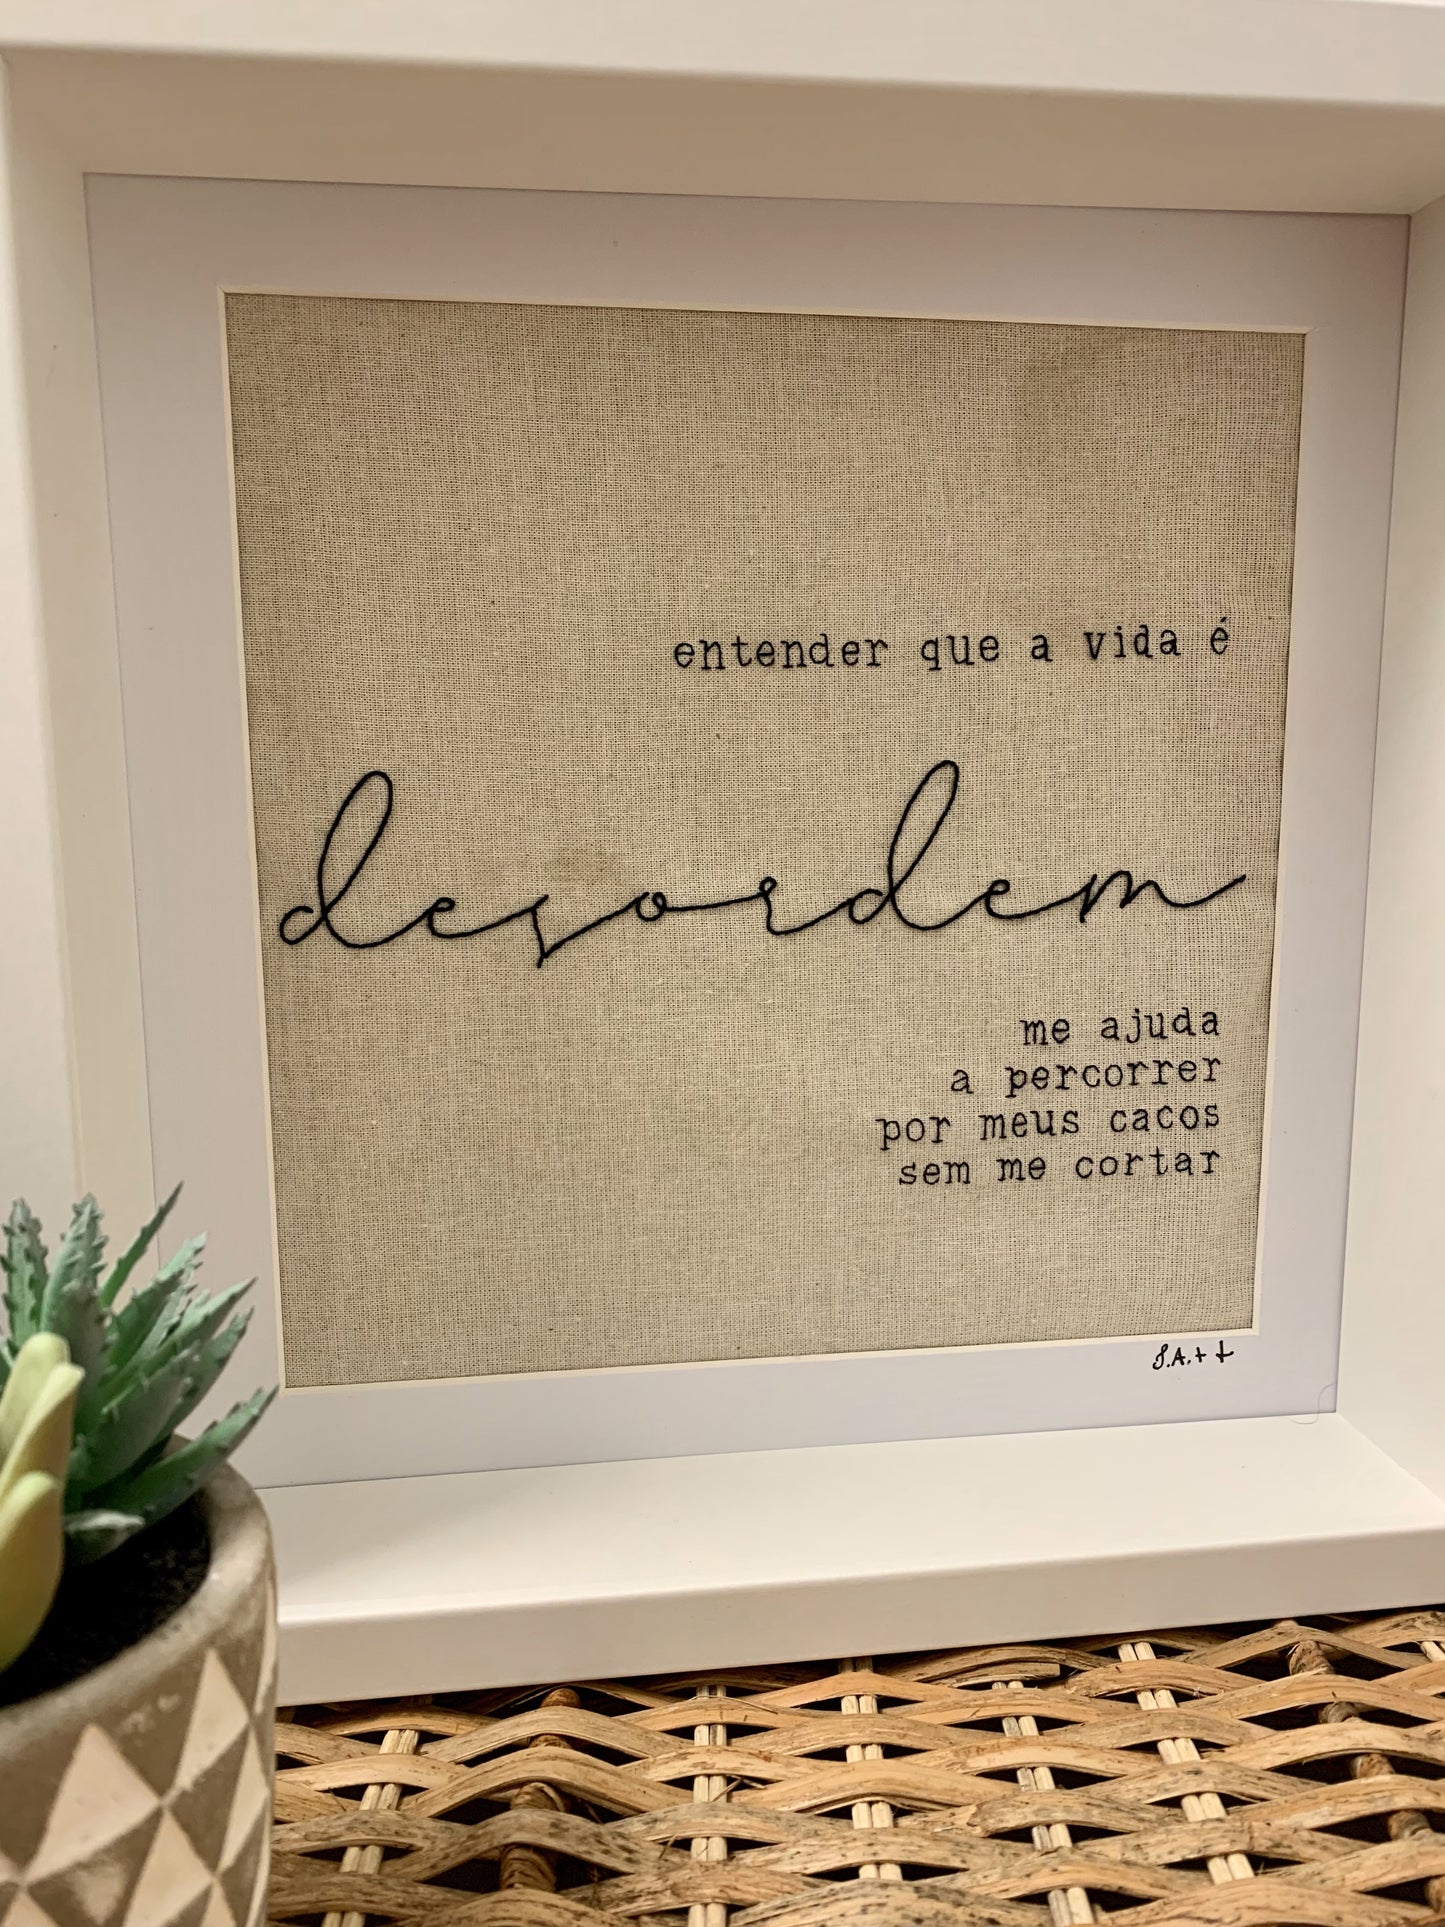 entender que a vida é
desordem
me ajuda
a percorrer
por meus cacos
sem me cortar